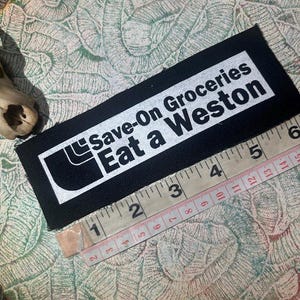 Save-On Groceries
Eat a Weston
1 2 3 4 5 6